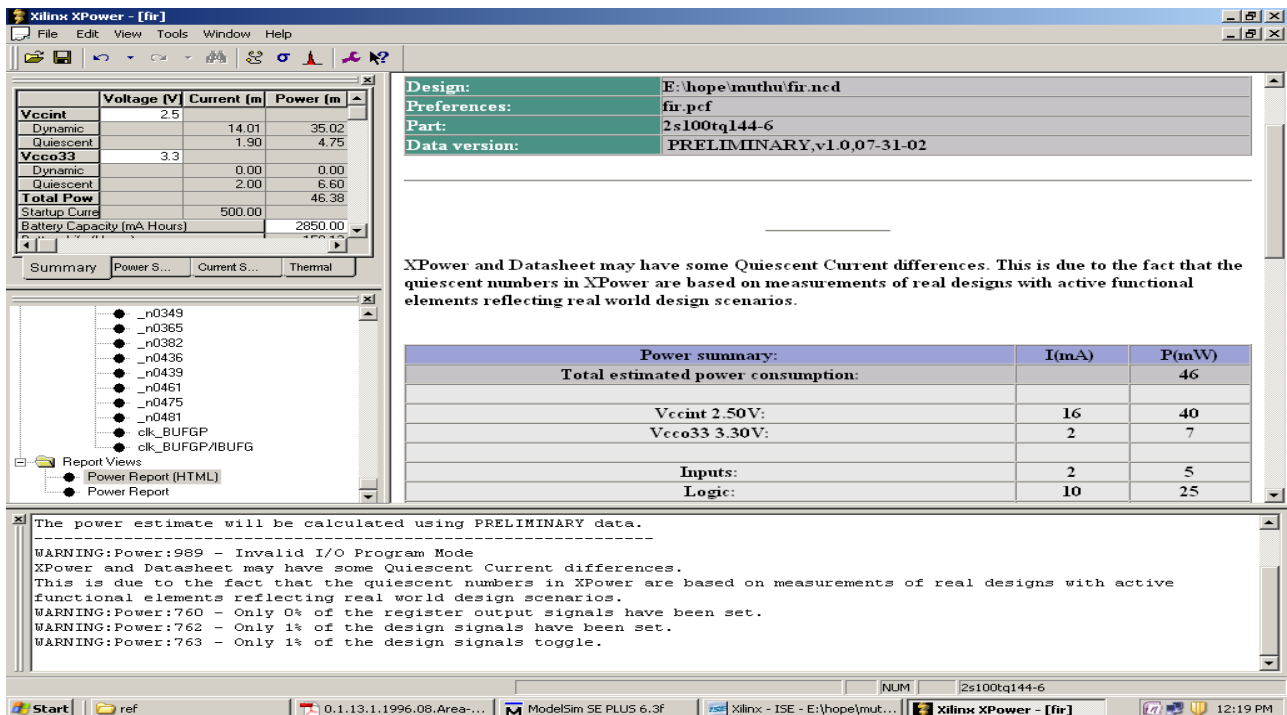 Xilinx XPower - [fir]
File Edit View Tools Window Help
Voltage (V) Current (m Power (m
Vccint 2.5
Dynamic 14.01 35.02
Quiescent 1.90 4.75
Vcco33 3.3
Dynamic 0.00 0.00
Quiescent 2.00 6.60
Total Pow 46.38
Startup Curre 500.00
Battery Capacity (mA Hours) 2850.00
Summary Power S... Current S... Thermal
_n0349
_n0365
_n0382
_n0436
_n0439
_n0461
_n0475
_n0481
clk_BUFGP
clk_BUFGP/IBUFG
Report Views
Power Report (HTML)
Power Report
Design: E:\hope\muthu\fir.ncd
Preferences: fir.pcf
Part: 2s100tq144-6
Data version: PRELIMINARY,v1.0,07-31-02
XPower and Datasheet may have some Quiescent Current differences. This is due to the fact that the
quiescent numbers in XPower are based on measurements of real designs with active functional
elements reflecting real world design scenarios.
Power summary: I(mA) P(mW)
Total estimated power consumption: 46
Vccint 2.50V: 16 40
Vcco33 3.30V: 2 7
Inputs: 2 5
Logic: 10 25
The power estimate will be calculated using PRELIMINARY data.
----------------------------------------------------------------
WARNING:Power:989 - Invalid I/O Program Mode
XPower and Datasheet may have some Quiescent Current differences.
This is due to the fact that the quiescent numbers in XPower are based on measurements of real designs with active
functional elements reflecting real world design scenarios.
WARNING:Power:760 - Only 0% of the register output signals have been set.
WARNING:Power:762 - Only 1% of the design signals have been set.
WARNING:Power:763 - Only 1% of the design signals toggle.
NUM 2s100tq144-6
Start ref 0.1.13.1.1996.08.Area-... ModelSim SE PLUS 6.3f Xilinx - ISE - E:\hope\mut... Xilinx XPower - [fir] 12:19 PM